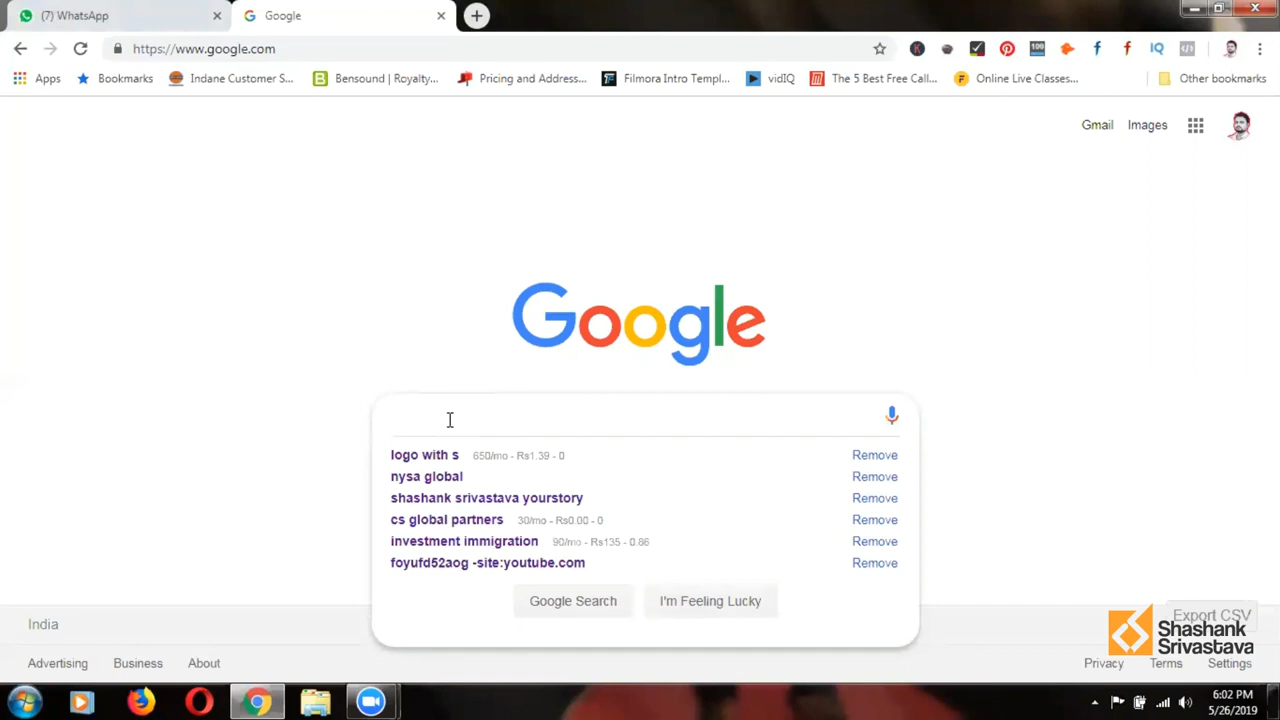 (7) WhatsApp
Google
https://www.google.com
Apps
Bookmarks
Indane Customer S...
Bensound | Royalty...
Pricing and Address...
Filmora Intro Templ...
vidIQ
The 5 Best Free Call...
Online Live Classes...
Other bookmarks
Gmail
Images
Google
logo with s 650/mo - Rs1.39 - 0 Remove
nysa global Remove
shashank srivastava yourstory Remove
cs global partners 30/mo - Rs0.00 - 0 Remove
investment immigration 90/mo - Rs135 - 0.86 Remove
foyufd52aog -site:youtube.com Remove
Google Search
I'm Feeling Lucky
India
Export CSV
Shashank
Srivastava
Advertising
Business
About
Privacy
Terms
Settings
6:02 PM
5/26/2019